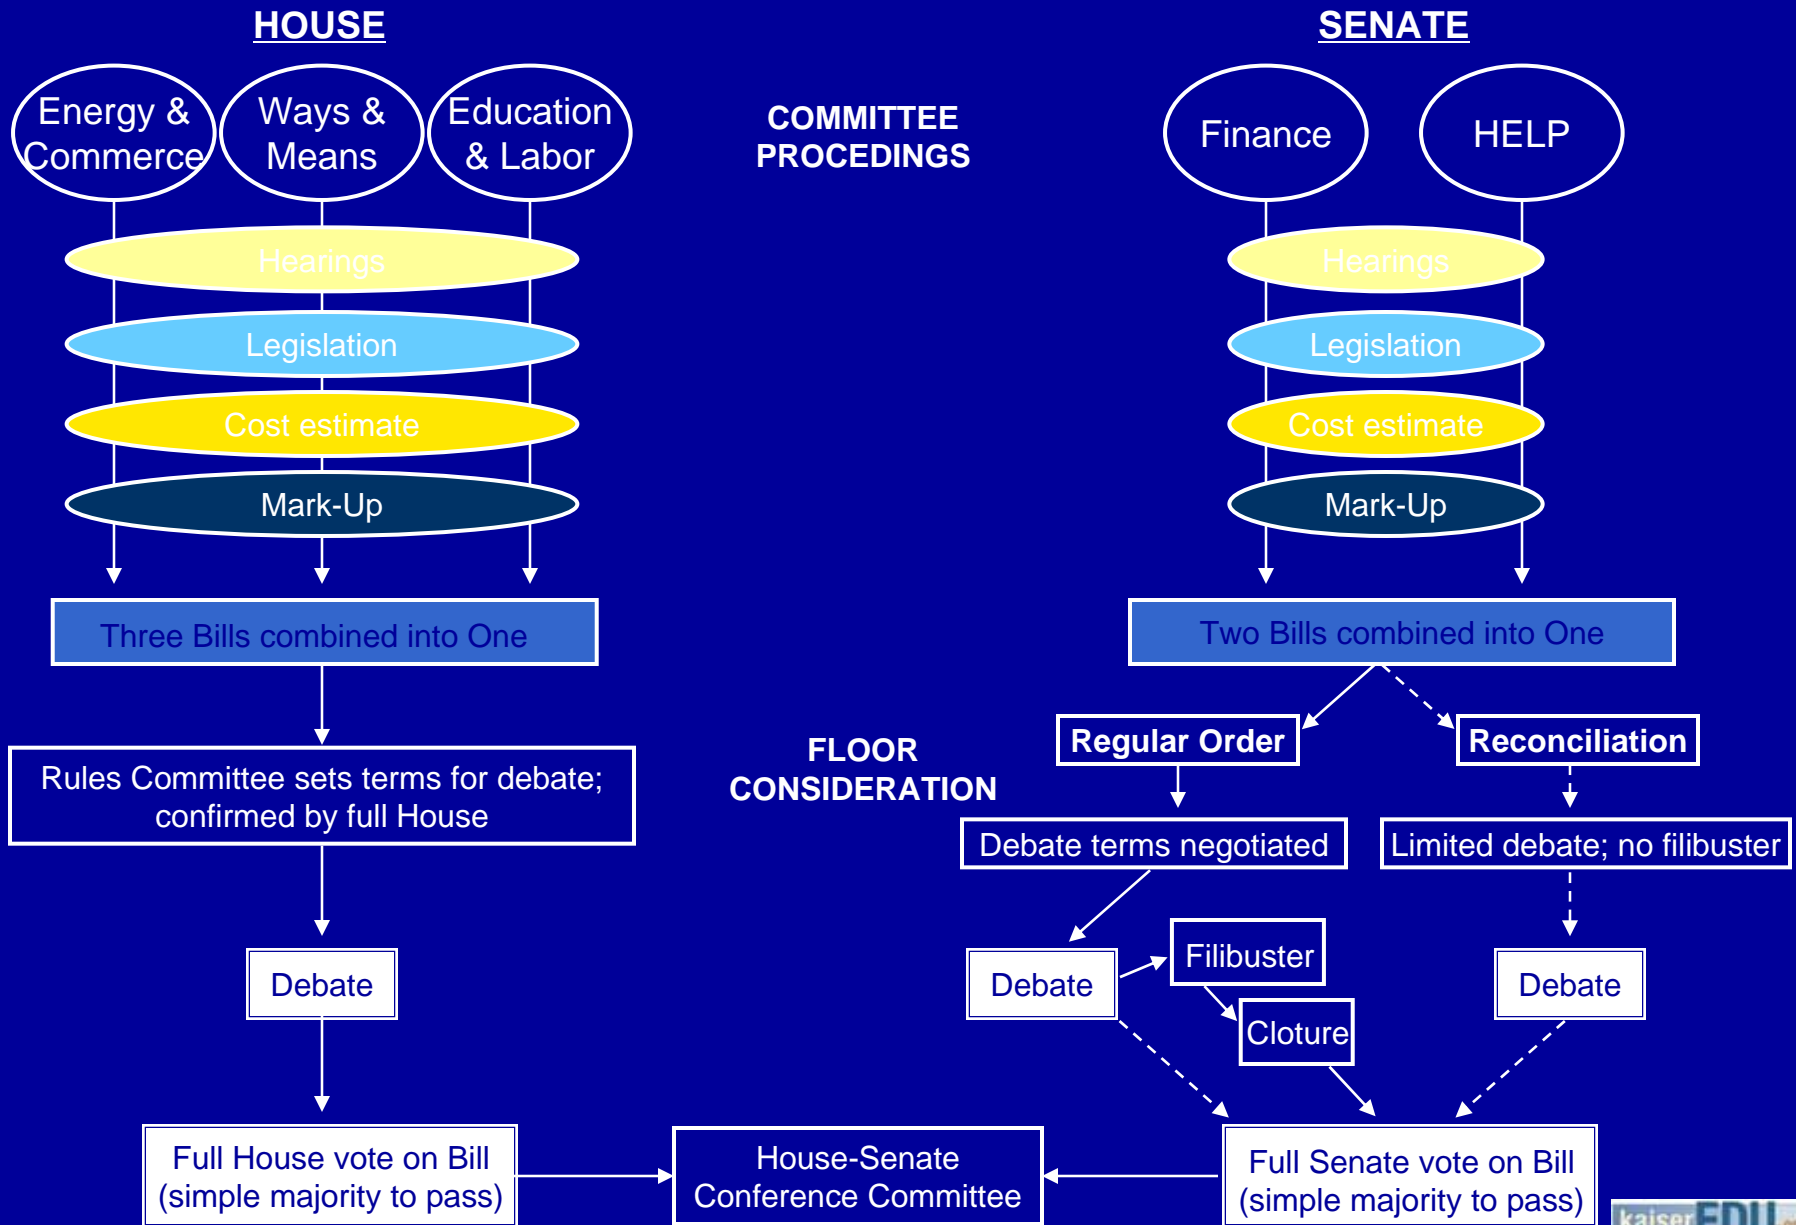 HOUSE
Energy &
Commerce
Ways &
Means
Education
& Labor
Hearings
Legislation
Cost estimate
Mark-Up
Three Bills combined into One
Rules Committee sets terms for debate;
confirmed by full House
Debate
Full House vote on Bill
(simple majority to pass)
COMMITTEE
PROCEDINGS
FLOOR
CONSIDERATION
House-Senate
Conference Committee
SENATE
Finance
HELP
Hearings
Legislation
Cost estimate
Mark-Up
Two Bills combined into One
Regular Order
Reconciliation
Debate terms negotiated
Limited debate; no filibuster
Debate
Filibuster
Cloture
Debate
Full Senate vote on Bill
(simple majority to pass)
kaiserEDU